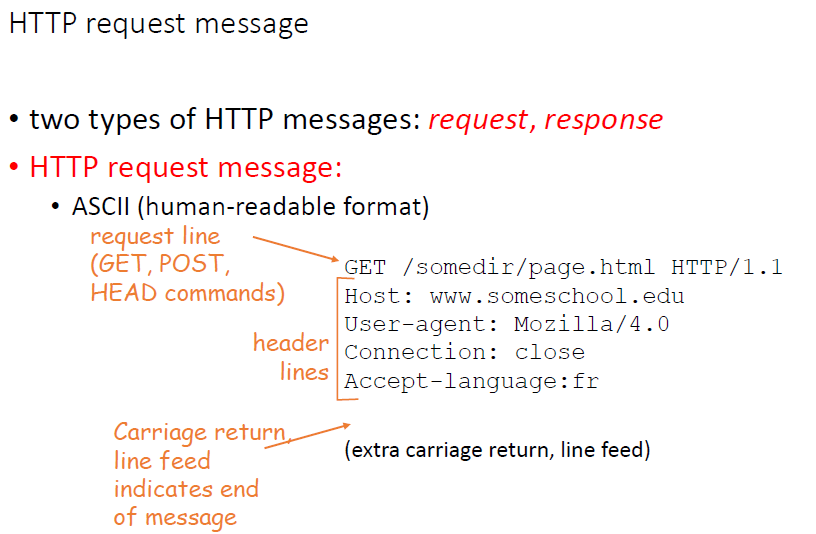 HTTP request message
• two types of HTTP messages: request, response
• HTTP request message:
• ASCII (human-readable format)
request line
(GET, POST,
HEAD commands)
GET /somedir/page.html HTTP/1.1
Host: www.someschool.edu
User-agent: Mozilla/4.0
Connection: close
Accept-language:fr
header
lines
Carriage return,
line feed
indicates end
of message
(extra carriage return, line feed)